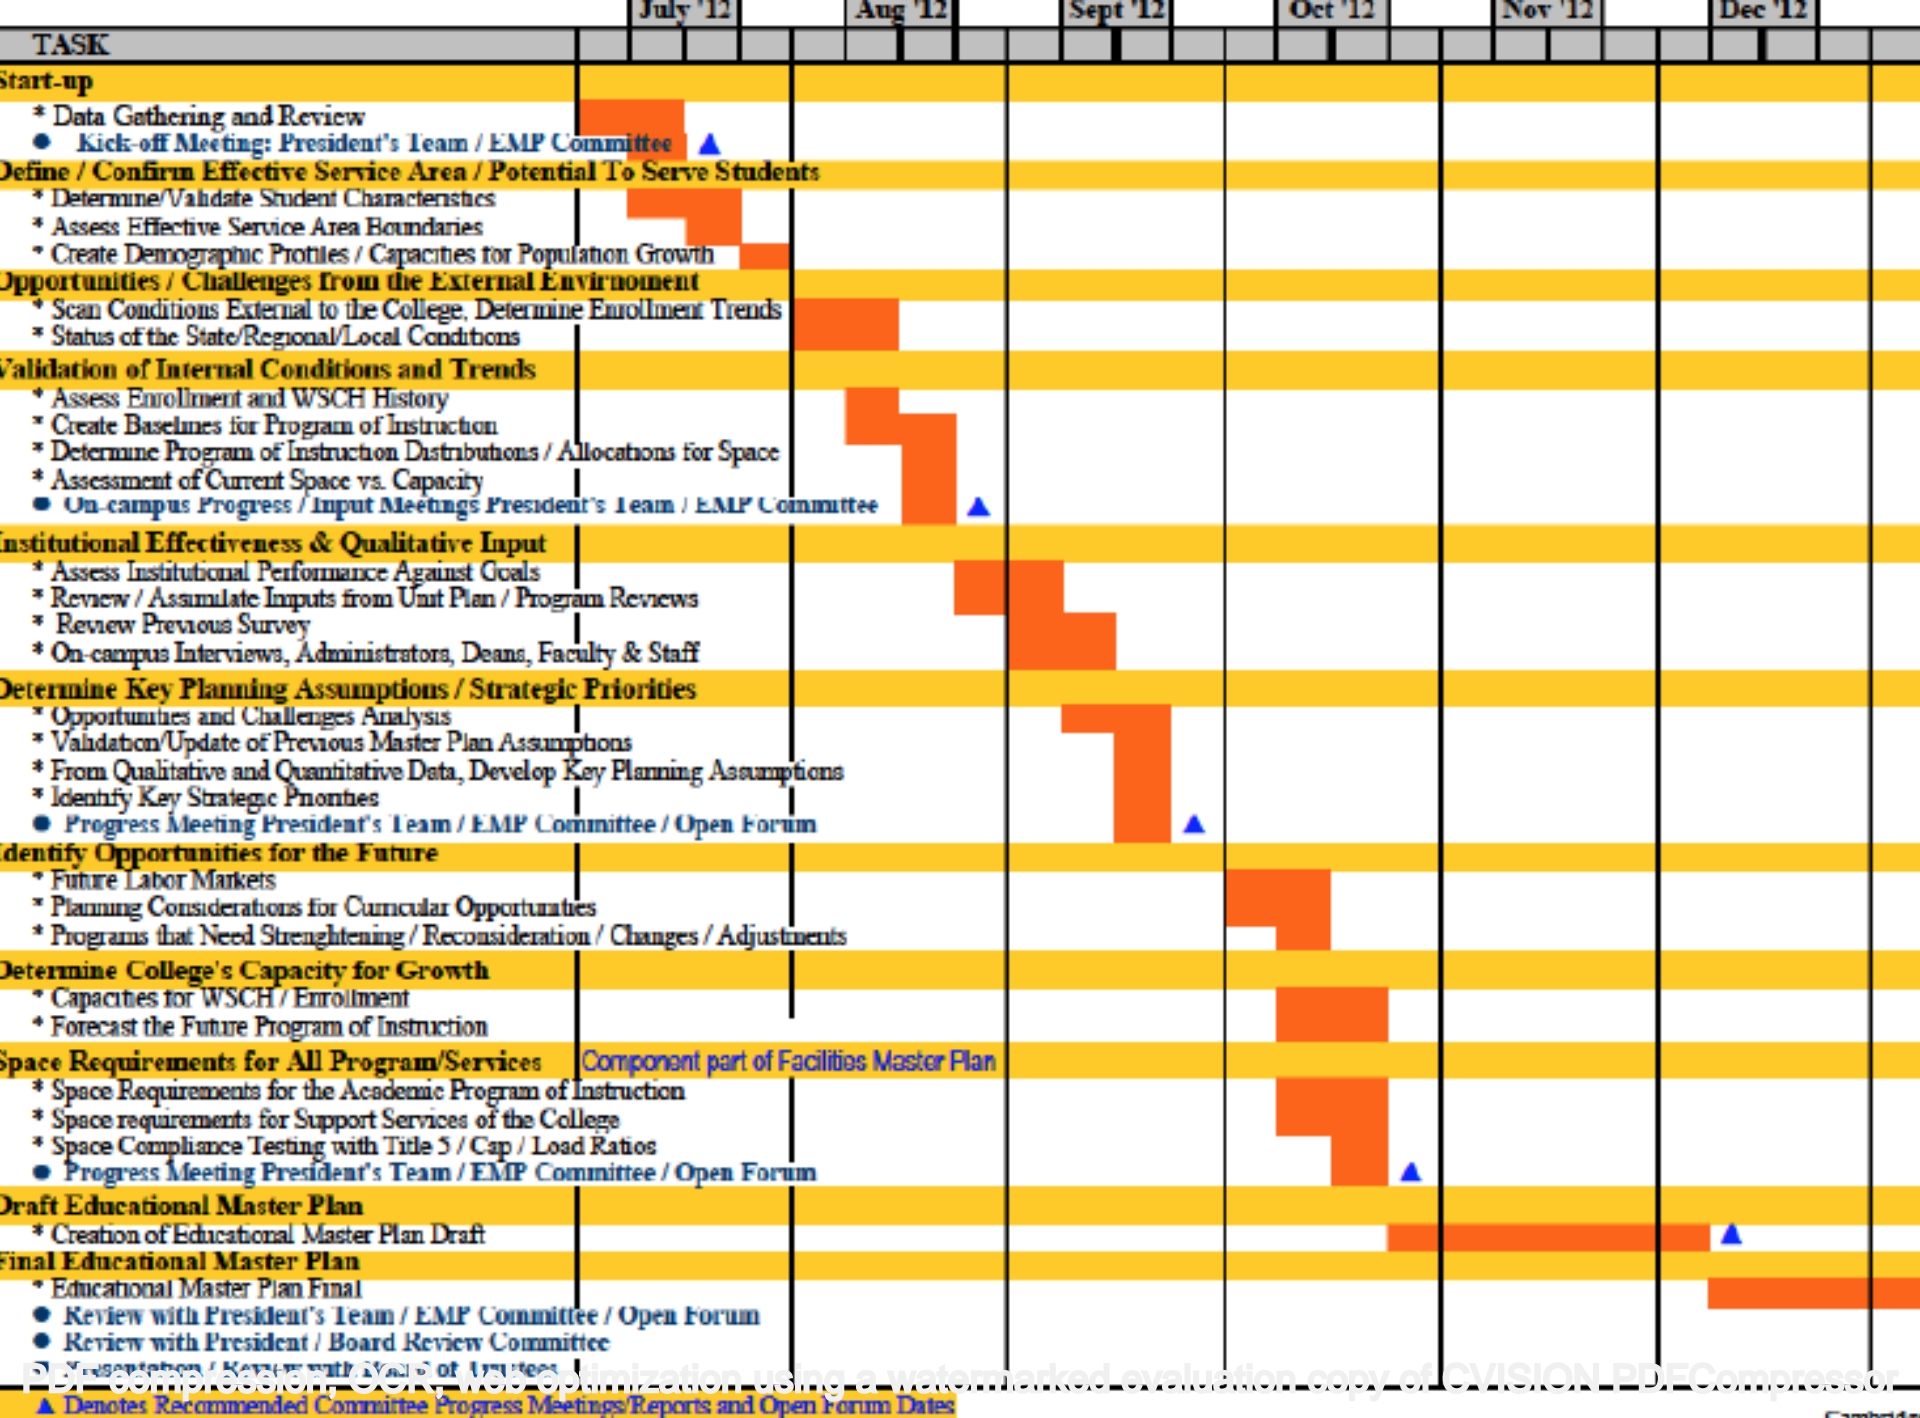 July '12 Aug '12 Sept '12 Oct '12 Nov '12 Dec '12
TASK
Start-up
* Data Gathering and Review
● Kick-off Meeting: President's Team / EMP Committee
Define / Confirm Effective Service Area / Potential To Serve Students
* Determine/Validate Student Characteristics
* Assess Effective Service Area Boundaries
* Create Demographic Profiles / Capacities for Population Growth
Opportunities / Challenges from the External Envirnoment
* Scan Conditions External to the College, Determine Enrollment Trends
* Status of the State/Regional/Local Conditions
Validation of Internal Conditions and Trends
* Assess Enrollment and WSCH History
* Create Baselines for Program of Instruction
* Determine Program of Instruction Distributions / Allocations for Space
* Assessment of Current Space vs. Capacity
● On-campus Progress / Input Meetings President's Team / EMP Committee
Institutional Effectiveness & Qualitative Input
* Assess Institutional Performance Against Goals
* Review / Assimilate Inputs from Unit Plan / Program Reviews
* Review Previous Survey
* On-campus Interviews, Administrators, Deans, Faculty & Staff
Determine Key Planning Assumptions / Strategic Priorities
* Opportunities and Challenges Analysis
* Validation/Update of Previous Master Plan Assumptions
* From Qualitative and Quantitative Data, Develop Key Planning Assumptions
* Identify Key Strategic Priorities
● Progress Meeting President's Team / EMP Committee / Open Forum
Identify Opportunities for the Future
* Future Labor Markets
* Planning Considerations for Curricular Opportunities
* Programs that Need Strenghtening / Reconsideration / Changes / Adjustments
Determine College's Capacity for Growth
* Capacities for WSCH / Enrollment
* Forecast the Future Program of Instruction
Space Requirements for All Program/Services Component part of Facilities Master Plan
* Space Requirements for the Academic Program of Instruction
* Space requirements for Support Services of the College
* Space Compliance Testing with Title 5 / Cap / Load Ratios
● Progress Meeting President's Team / EMP Committee / Open Forum
Draft Educational Master Plan
* Creation of Educational Master Plan Draft
Final Educational Master Plan
* Educational Master Plan Final
● Review with President's Team / EMP Committee / Open Forum
● Review with President / Board Review Committee
● Presentation / Review with Board of Trustees
PDF compression, OCR, web optimization using a watermarked evaluation copy of CVISION PDFCompressor
▲ Denotes Recommended Committee Progress Meetings/Reports and Open Forum Dates